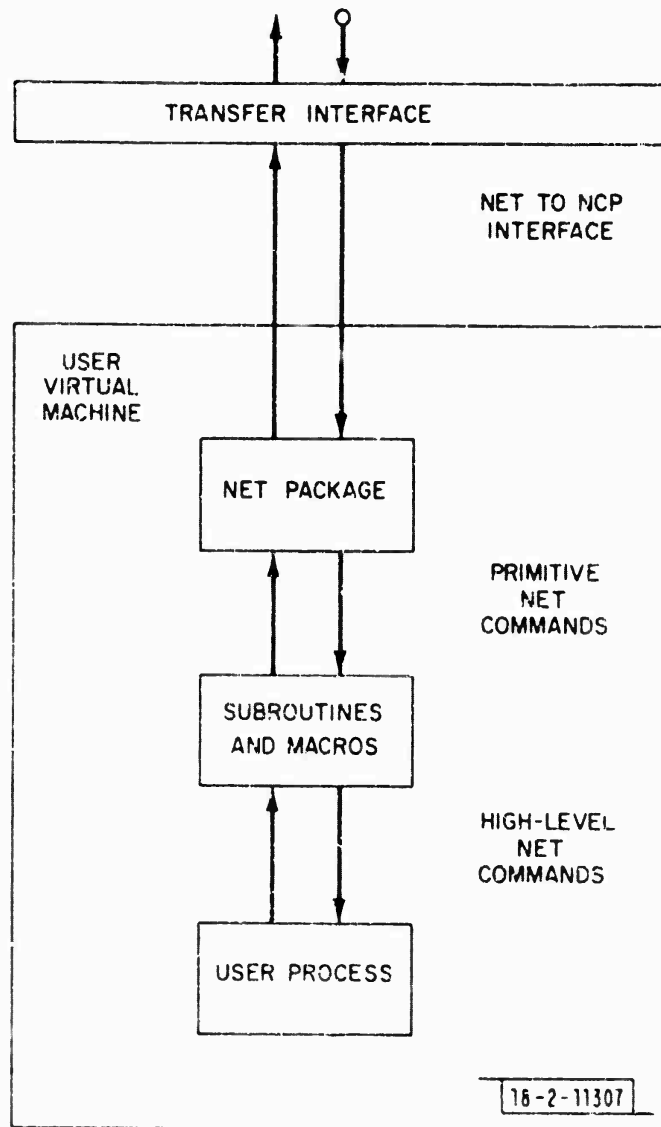 TRANSFER INTERFACE
NET TO NCP
INTERFACE
USER
VIRTUAL
MACHINE
NET PACKAGE
PRIMITIVE
NET
COMMANDS
SUBROUTINES
AND MACROS
HIGH-LEVEL
NET
COMMANDS
USER PROCESS
18-2-11307